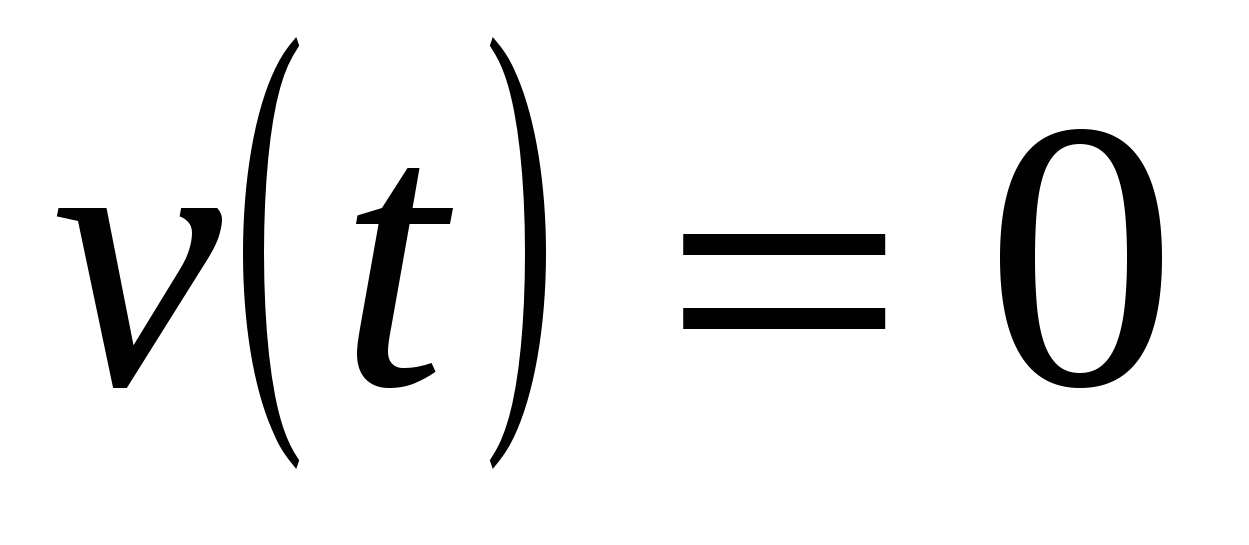 v(t) = 0